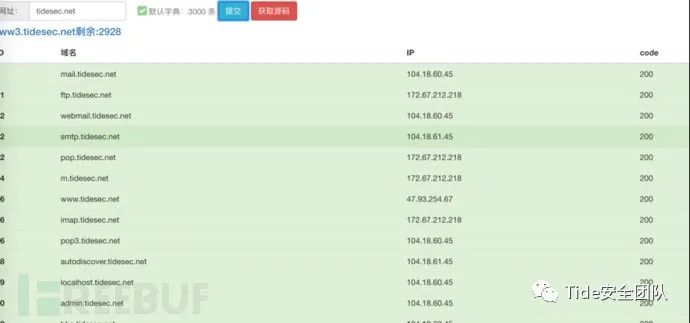 网址: tidesec.net 默认字典: 3000 条 提交 获取源码
ww3.tidesec.net剩余:2928
D 域名 IP code
mail.tidesec.net 104.18.60.45 200
1 ftp.tidesec.net 172.67.212.218 200
2 webmail.tidesec.net 104.18.60.45 200
2 smtp.tidesec.net 104.18.61.45 200
2 pop.tidesec.net 172.67.212.218 200
4 m.tidesec.net 172.67.212.218 200
6 www.tidesec.net 47.93.254.67 200
6 imap.tidesec.net 172.67.212.218 200
6 pop3.tidesec.net 104.18.60.45 200
8 autodiscover.tidesec.net 104.18.61.45 200
9 localhost.tidesec.net 104.18.60.45 200
0 admin.tidesec.net 104.18.60.45 200
FREEBUF
Tide安全团队